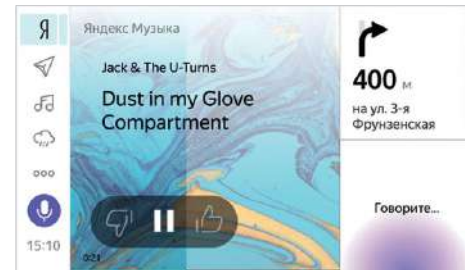 Я
Яндекс Музыка
Jack & The U-Turns
Dust in my Glove
Compartment
0:21
15:10
400 м
на ул. 3-я
Фрунзенская
Говорите...